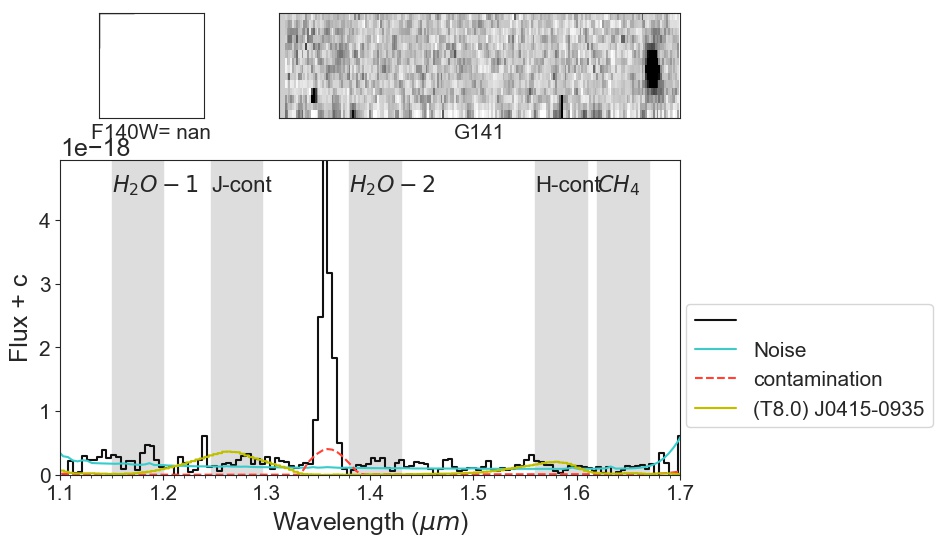 F140W= nan
G141
1e−18
H₂O − 1
J-cont
H₂O − 2
H-cont
CH₄
4
3
2
1
0
Flux + c
1.1
1.2
1.3
1.4
1.5
1.6
1.7
Wavelength (μm)
Noise
contamination
(T8.0) J0415-0935